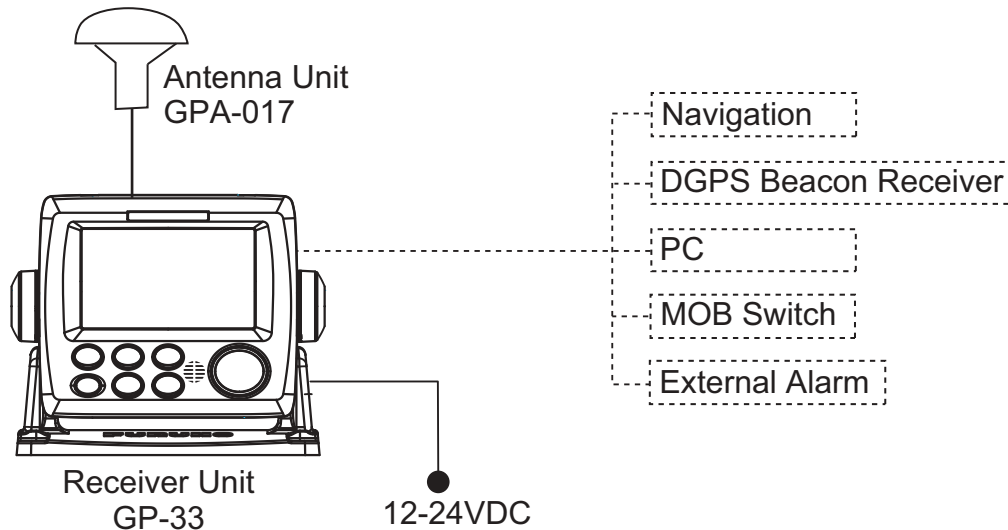 Antenna Unit
GPA-017
Navigation
DGPS Beacon Receiver
PC
MOB Switch
External Alarm
FURUNO
Receiver Unit
GP-33
12-24VDC